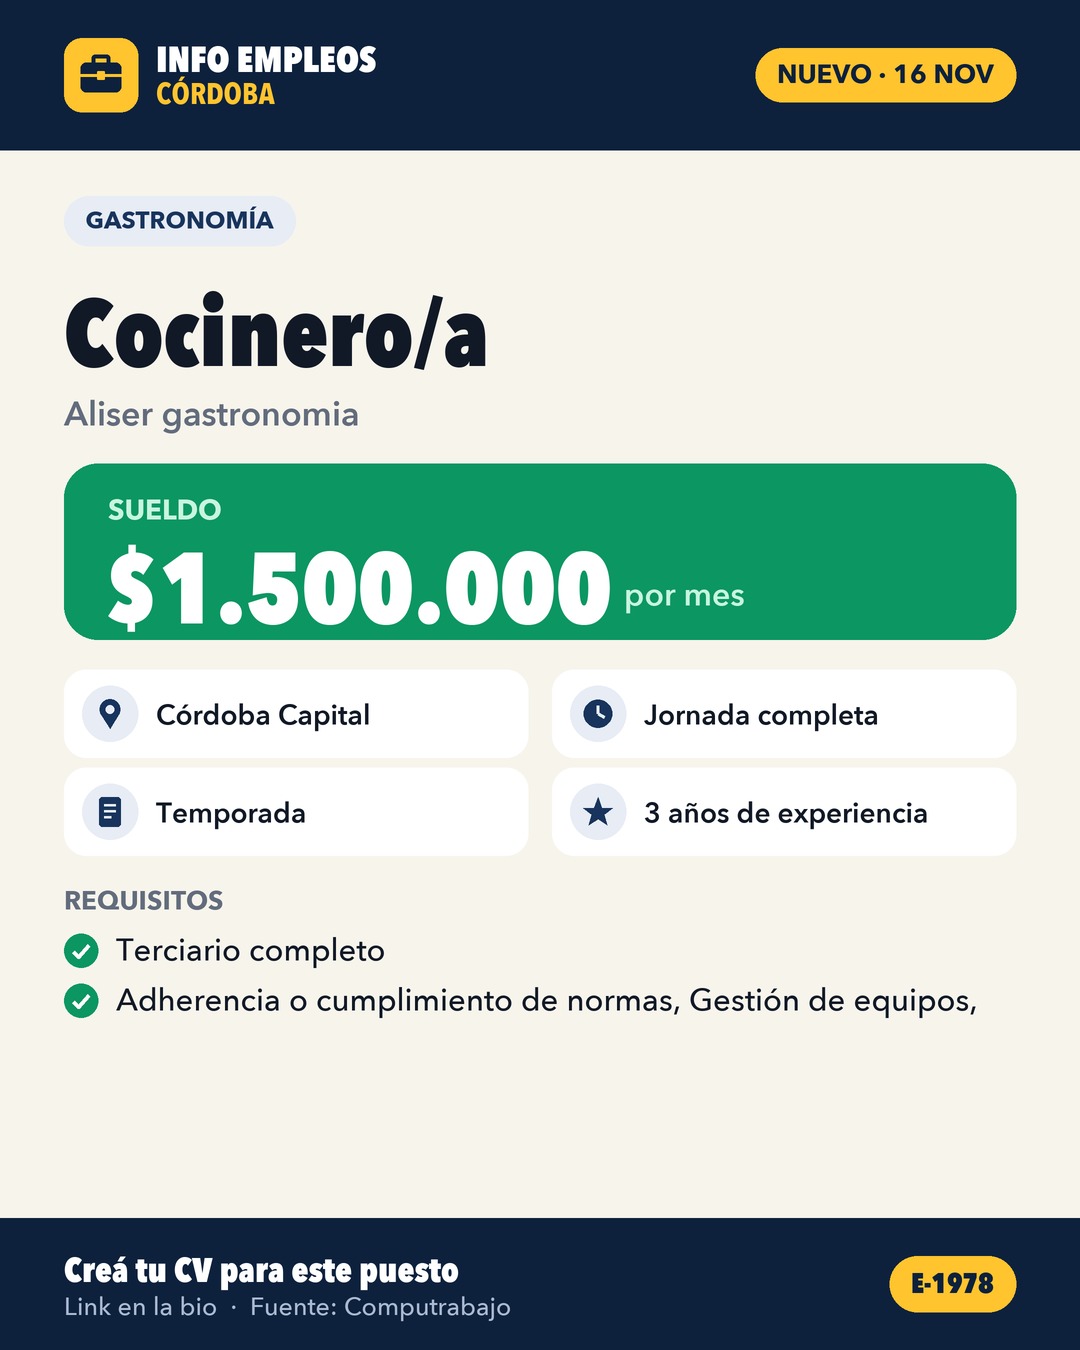 INFO EMPLEOS
CÓRDOBA
NUEVO · 16 NOV
GASTRONOMÍA
Cocinero/a
Aliser gastronomia
SUELDO
$1.500.000 por mes
Córdoba Capital
Jornada completa
Temporada
3 años de experiencia
REQUISITOS
Terciario completo
Adherencia o cumplimiento de normas, Gestión de equipos,
Creá tu CV para este puesto
Link en la bio · Fuente: Computrabajo
E-1978